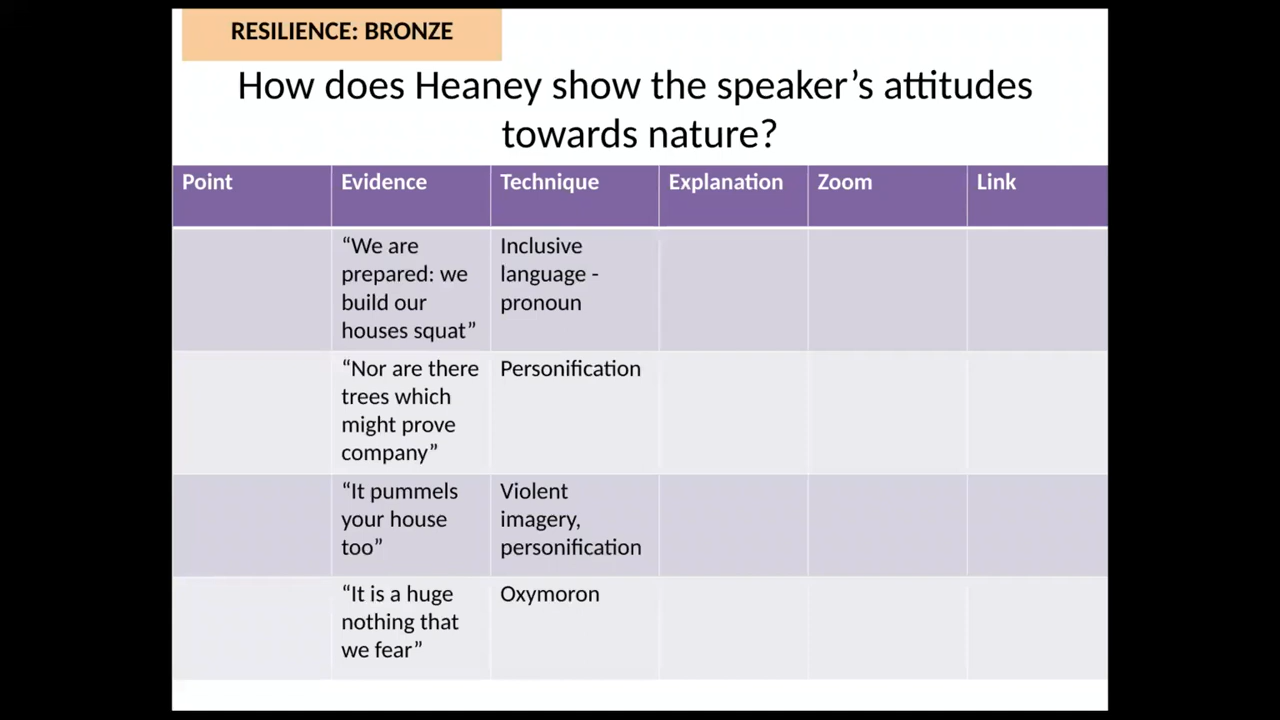 RESILIENCE: BRONZE
How does Heaney show the speaker’s attitudes
towards nature?
Point Evidence Technique Explanation Zoom Link
“We are
prepared: we
build our
houses squat”
Inclusive
language -
pronoun
“Nor are there
trees which
might prove
company”
Personification
“It pummels
your house
too”
Violent
imagery,
personification
“It is a huge
nothing that
we fear”
Oxymoron